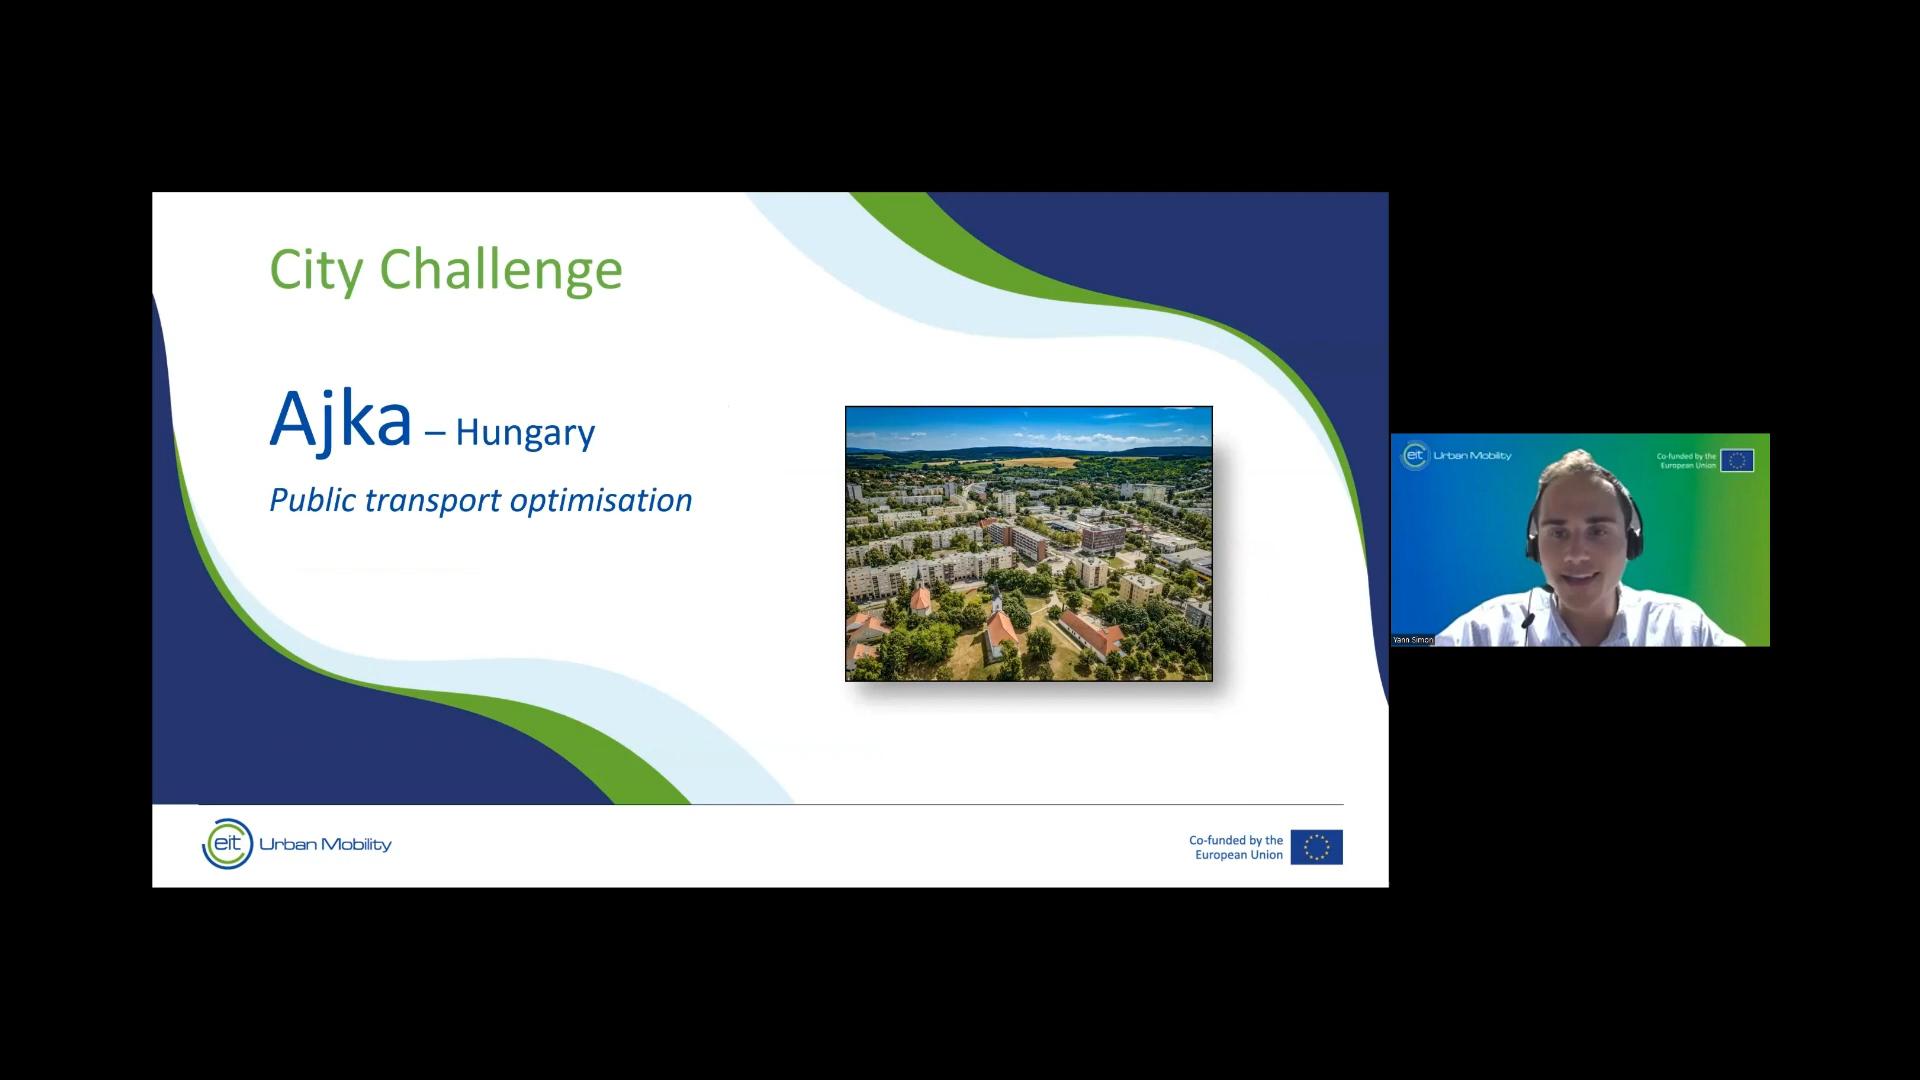 City Challenge
Ajka – Hungary
Public transport optimisation
eit Urban Mobility
Co-funded by the
European Union
eit Urban Mobility
Co-funded by the
European Union
Yann Simon